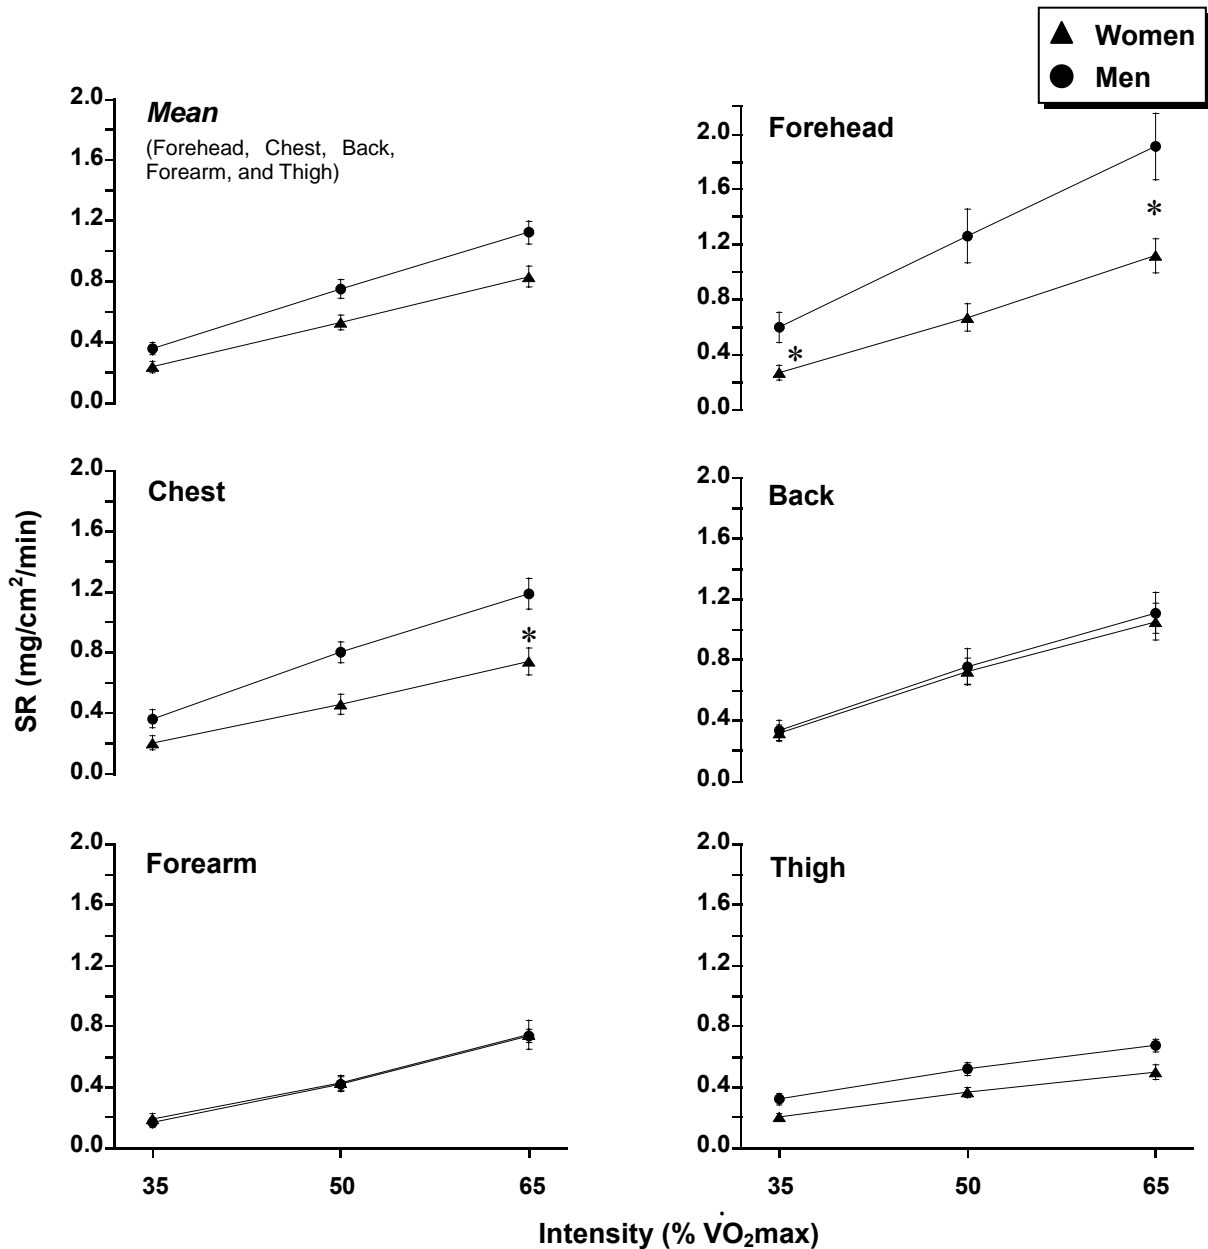 Women
Men
Mean
(Forehead, Chest, Back,
Forearm, and Thigh)
2.0
1.6
1.2
0.8
0.4
0.0
Forehead
2.0
1.6
1.2
0.8
0.4
0.0
*
*
Chest
2.0
1.6
1.2
0.8
0.4
0.0
*
Back
2.0
1.6
1.2
0.8
0.4
0.0
SR (mg/cm²/min)
Forearm
2.0
1.6
1.2
0.8
0.4
0.0
35 50 65
Thigh
2.0
1.6
1.2
0.8
0.4
0.0
35 50 65
Intensity (% V̇O₂max)